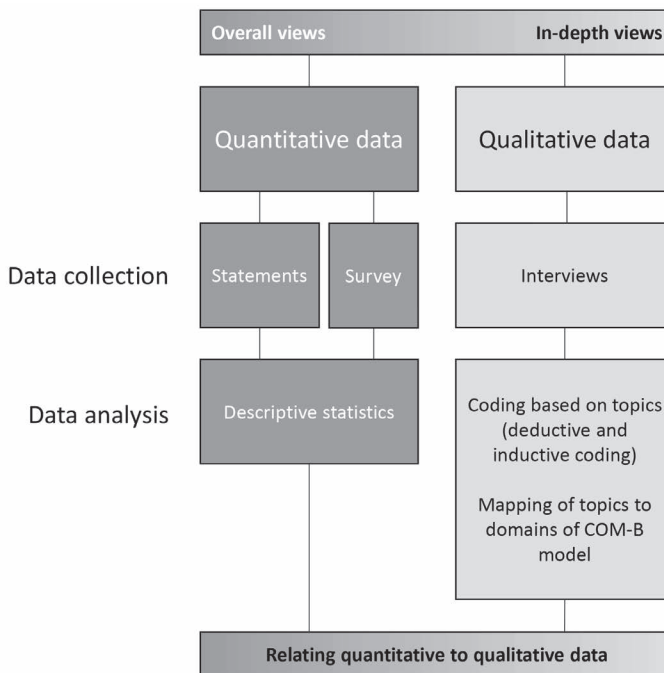 Overall views In-depth views
Quantitative data Qualitative data
Data collection Statements Survey Interviews
Data analysis Descriptive statistics
Coding based on topics
(deductive and
inductive coding)
Mapping of topics to
domains of COM-B
model
Relating quantitative to qualitative data